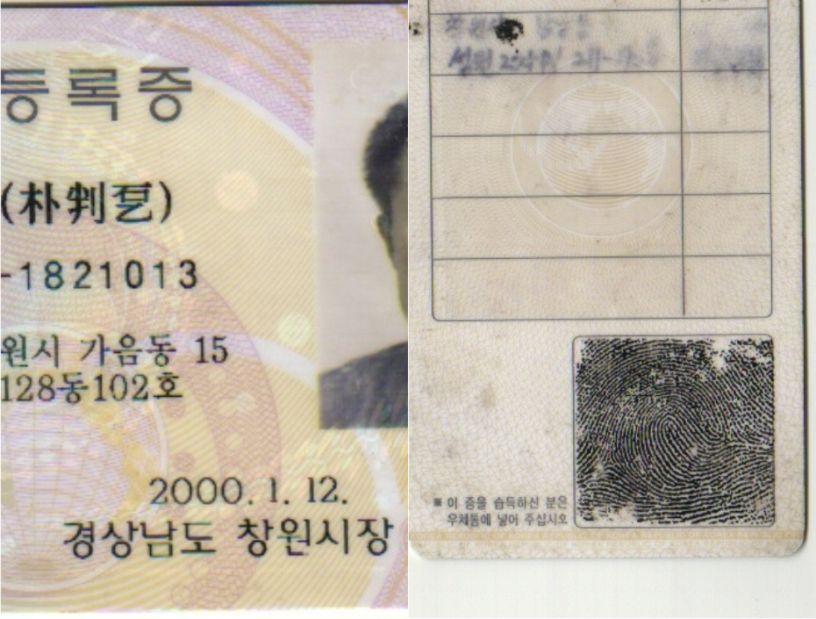 등록증
(朴判
-1821013
원시 가음동 15
128동102호
2000.1.12.
경상남도 창원시장
■ 이 증을 습득하신 분은
우체통에 넣어 주십시오